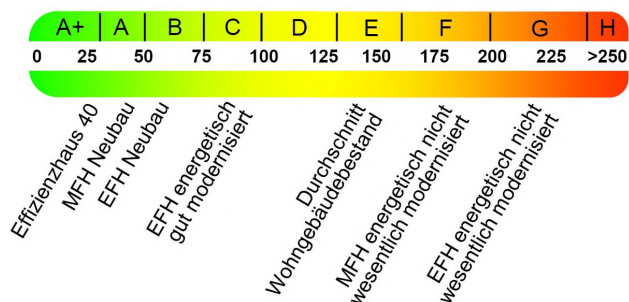 A+ A B C D E F G H
0 25 50 75 100 125 150 175 200 225 >250
Effizienzhaus 40
MFH Neubau
EFH Neubau
EFH energetisch
gut modernisiert
Durchschnitt
Wohngebäudebestand
MFH energetisch nicht
wesentlich modernisiert
EFH energetisch nicht
wesentlich modernisiert